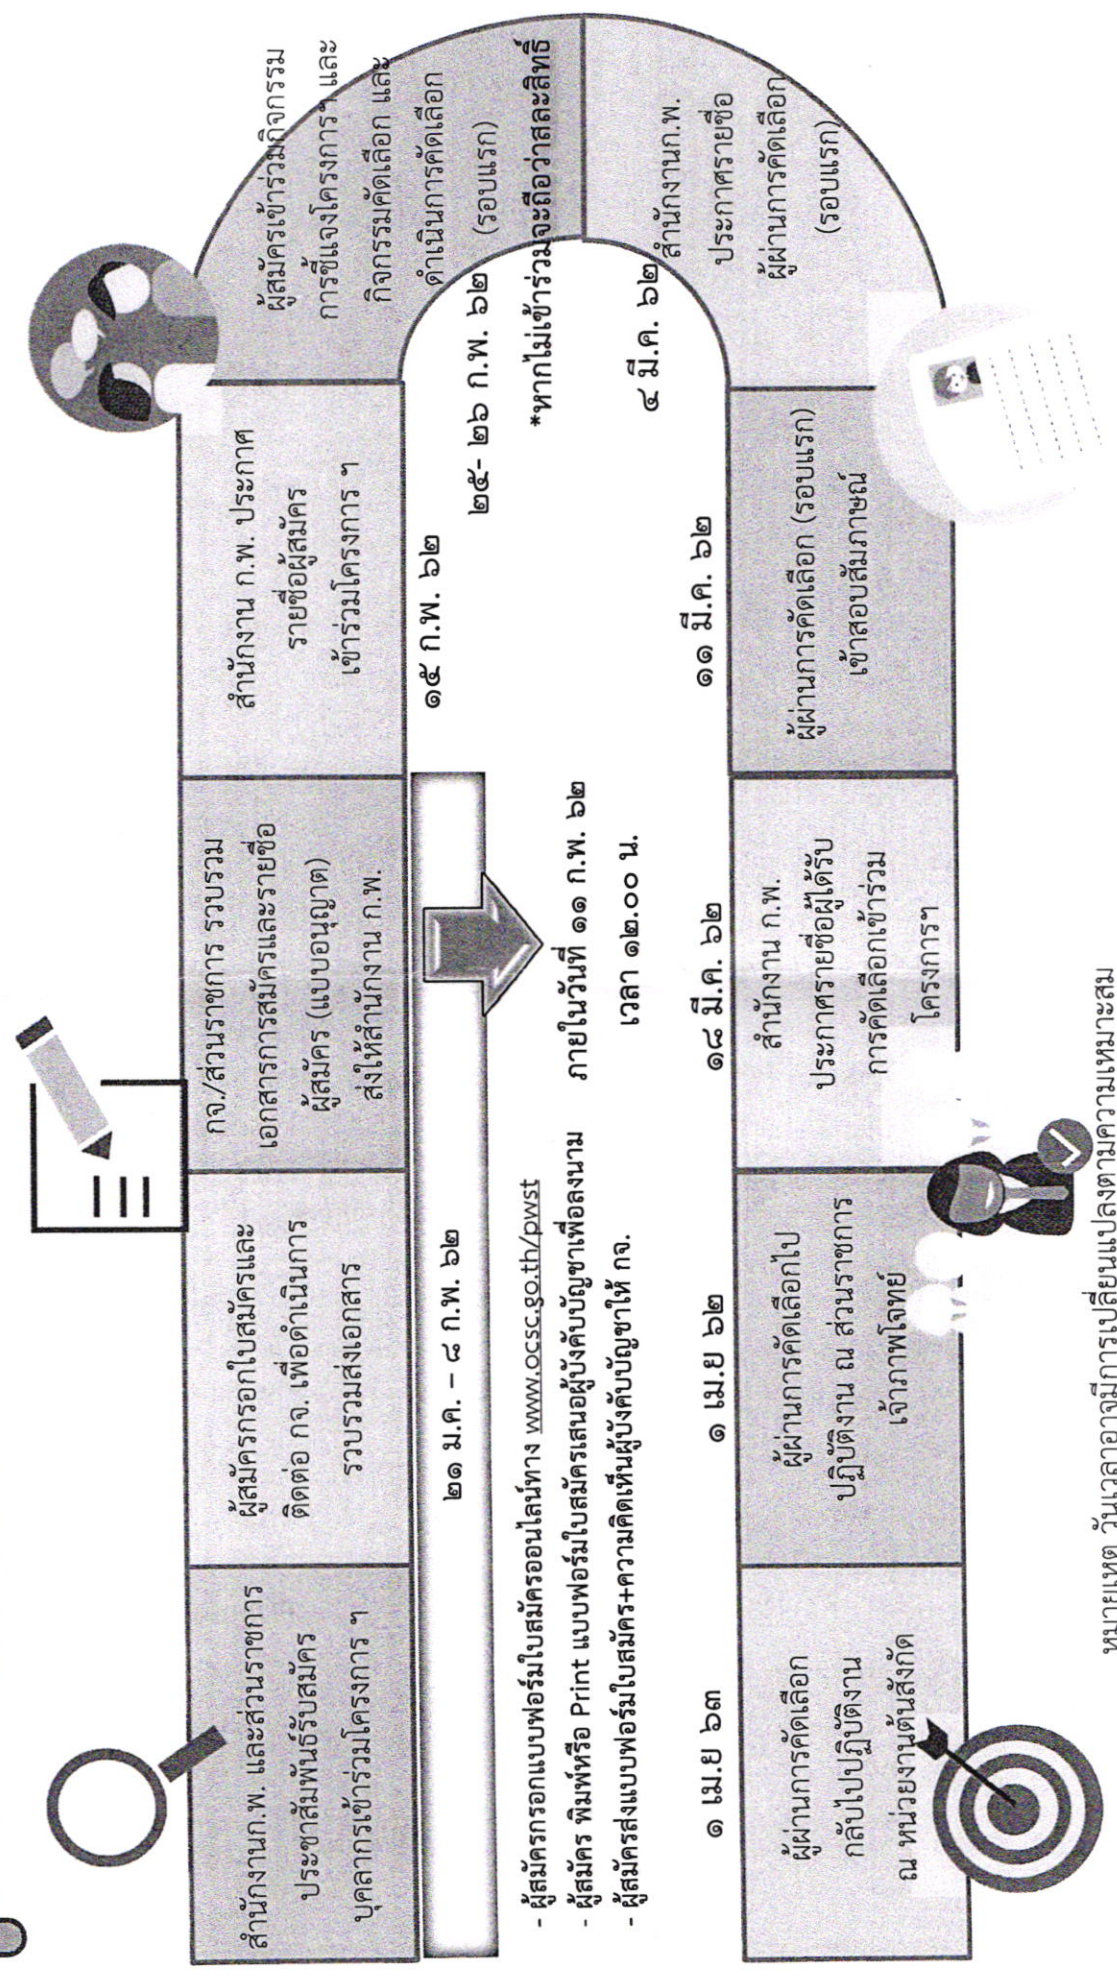 สำนักงานก.พ. และส่วนราชการ
ประชาสัมพันธ์รับสมัคร
บุคลากรเข้าร่วมโครงการ ฯ
ผู้สมัครกรอกใบสมัครและ
ติดต่อ กจ. เพื่อดำเนินการ
รวบรวมส่งเอกสาร
กจ./ส่วนราชการ รวบรวม
เอกสารการสมัครและรายชื่อ
ผู้สมัคร (แบบอนุญาต)
ส่งให้สำนักงาน ก.พ.
สำนักงาน ก.พ. ประกาศ
รายชื่อผู้สมัคร
เข้าร่วมโครงการ ฯ
ผู้สมัครเข้าร่วมกิจกรรม
การชี้แจงโครงการฯ และ
กิจกรรมคัดเลือก และ
ดำเนินการคัดเลือก
(รอบแรก)
๒๑ ม.ค. – ๘ ก.พ. ๖๒
๑๕ ก.พ. ๖๒
๒๕- ๒๖ ก.พ. ๖๒
*หากไม่เข้าร่วมจะถือว่าสละสิทธิ์
- ผู้สมัครกรอกแบบฟอร์มใบสมัครออนไลน์ทาง www.ocsc.go.th/pwst
- ผู้สมัคร พิมพ์หรือ Print แบบฟอร์มใบสมัครเสนอผู้บังคับบัญชาเพื่อลงนาม
- ผู้สมัครส่งแบบฟอร์มใบสมัคร+ความคิดเห็นผู้บังคับบัญชาให้ กจ.
ภายในวันที่ ๑๑ ก.พ. ๖๒
เวลา ๑๒.๐๐ น.
๔ มี.ค. ๖๒
สำนักงานก.พ.
ประกาศรายชื่อ
ผู้ผ่านการคัดเลือก
(รอบแรก)
๑๑ มี.ค. ๖๒
ผู้ผ่านการคัดเลือก (รอบแรก)
เข้าสอบสัมภาษณ์
๑๘ มี.ค. ๖๒
สำนักงาน ก.พ.
ประกาศรายชื่อผู้ได้รับ
การคัดเลือกเข้าร่วม
โครงการฯ
๑ เม.ย ๖๒
ผู้ผ่านการคัดเลือกไป
ปฏิบัติงาน ณ ส่วนราชการ
เจ้าภาพโจทย์
๑ เม.ย ๖๓
ผู้ผ่านการคัดเลือก
กลับไปปฏิบัติงาน
ณ หน่วยงานต้นสังกัด
หมายเหตุ วันเวลาอาจมีการเปลี่ยนแปลงตามความเหมาะสม